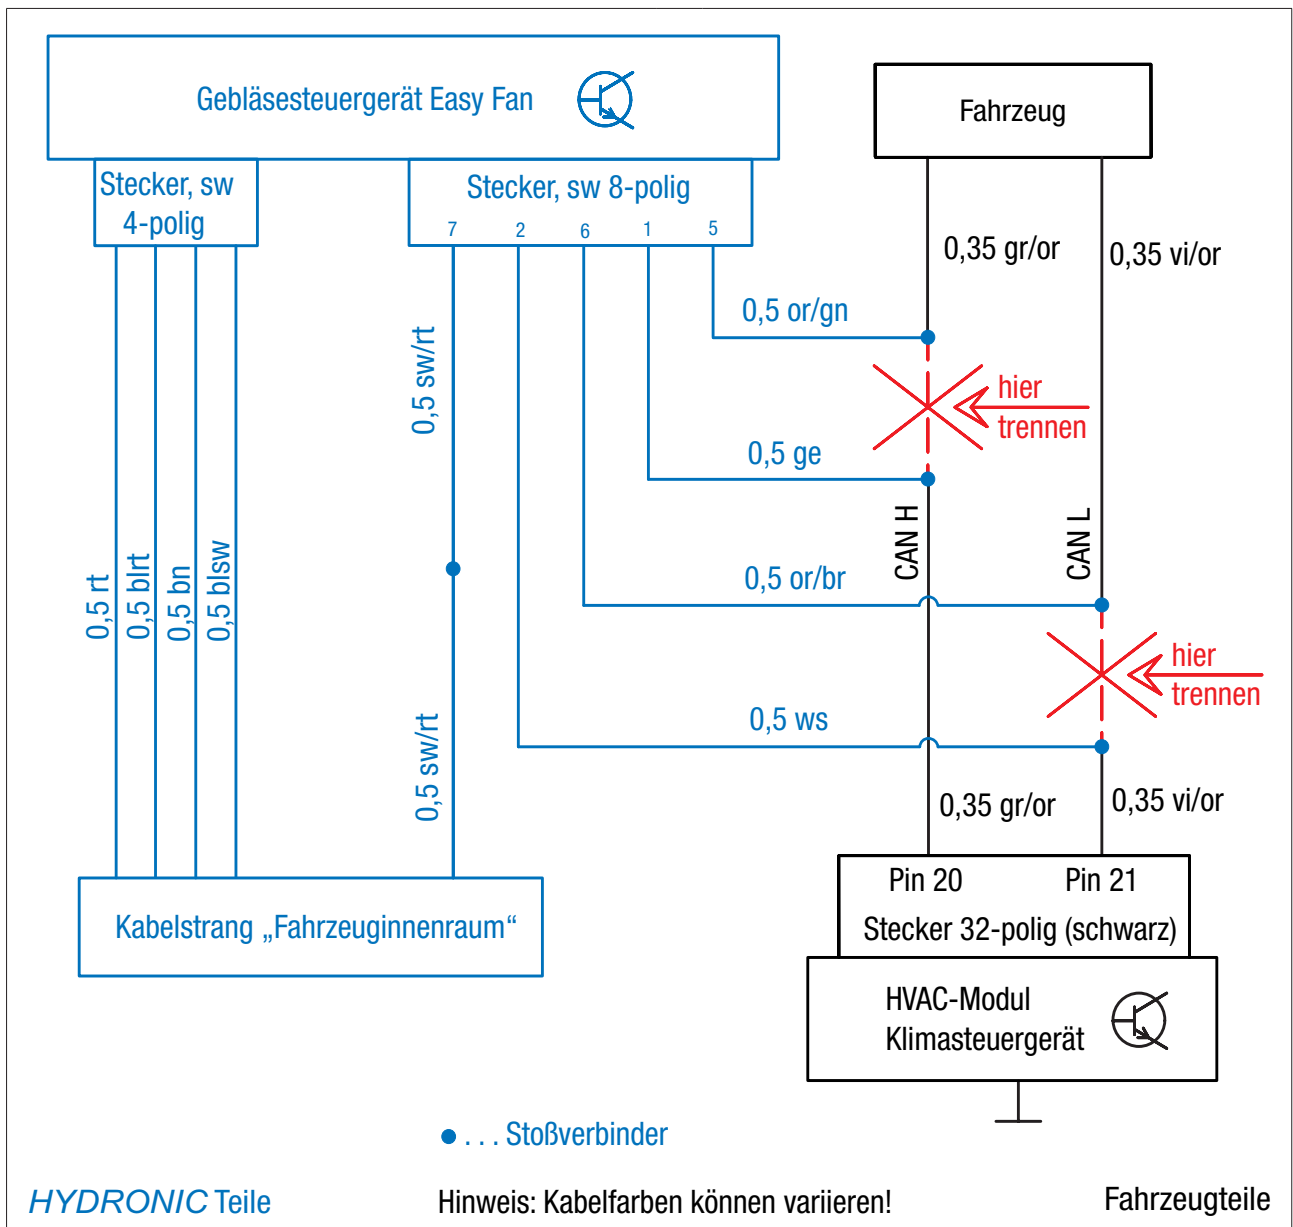 Gebläsesteuergerät Easy Fan
Fahrzeug
Stecker, sw
4-polig
Stecker, sw 8-polig
7 2 6 1 5
0,35 gr/or
0,35 vi/or
0,5 or/gn
0,5 sw/rt
hier
trennen
0,5 ge
CAN H
CAN L
0,5 rt
0,5 blrt
0,5 bn
0,5 blsw
0,5 or/br
hier
trennen
0,5 ws
0,5 sw/rt
0,35 gr/or
0,35 vi/or
Pin 20
Pin 21
Stecker 32-polig (schwarz)
Kabelstrang „Fahrzeuginnenraum“
HVAC-Modul
Klimasteuergerät
. . . Stoßverbinder
HYDRONIC Teile
Hinweis: Kabelfarben können variieren!
Fahrzeugteile